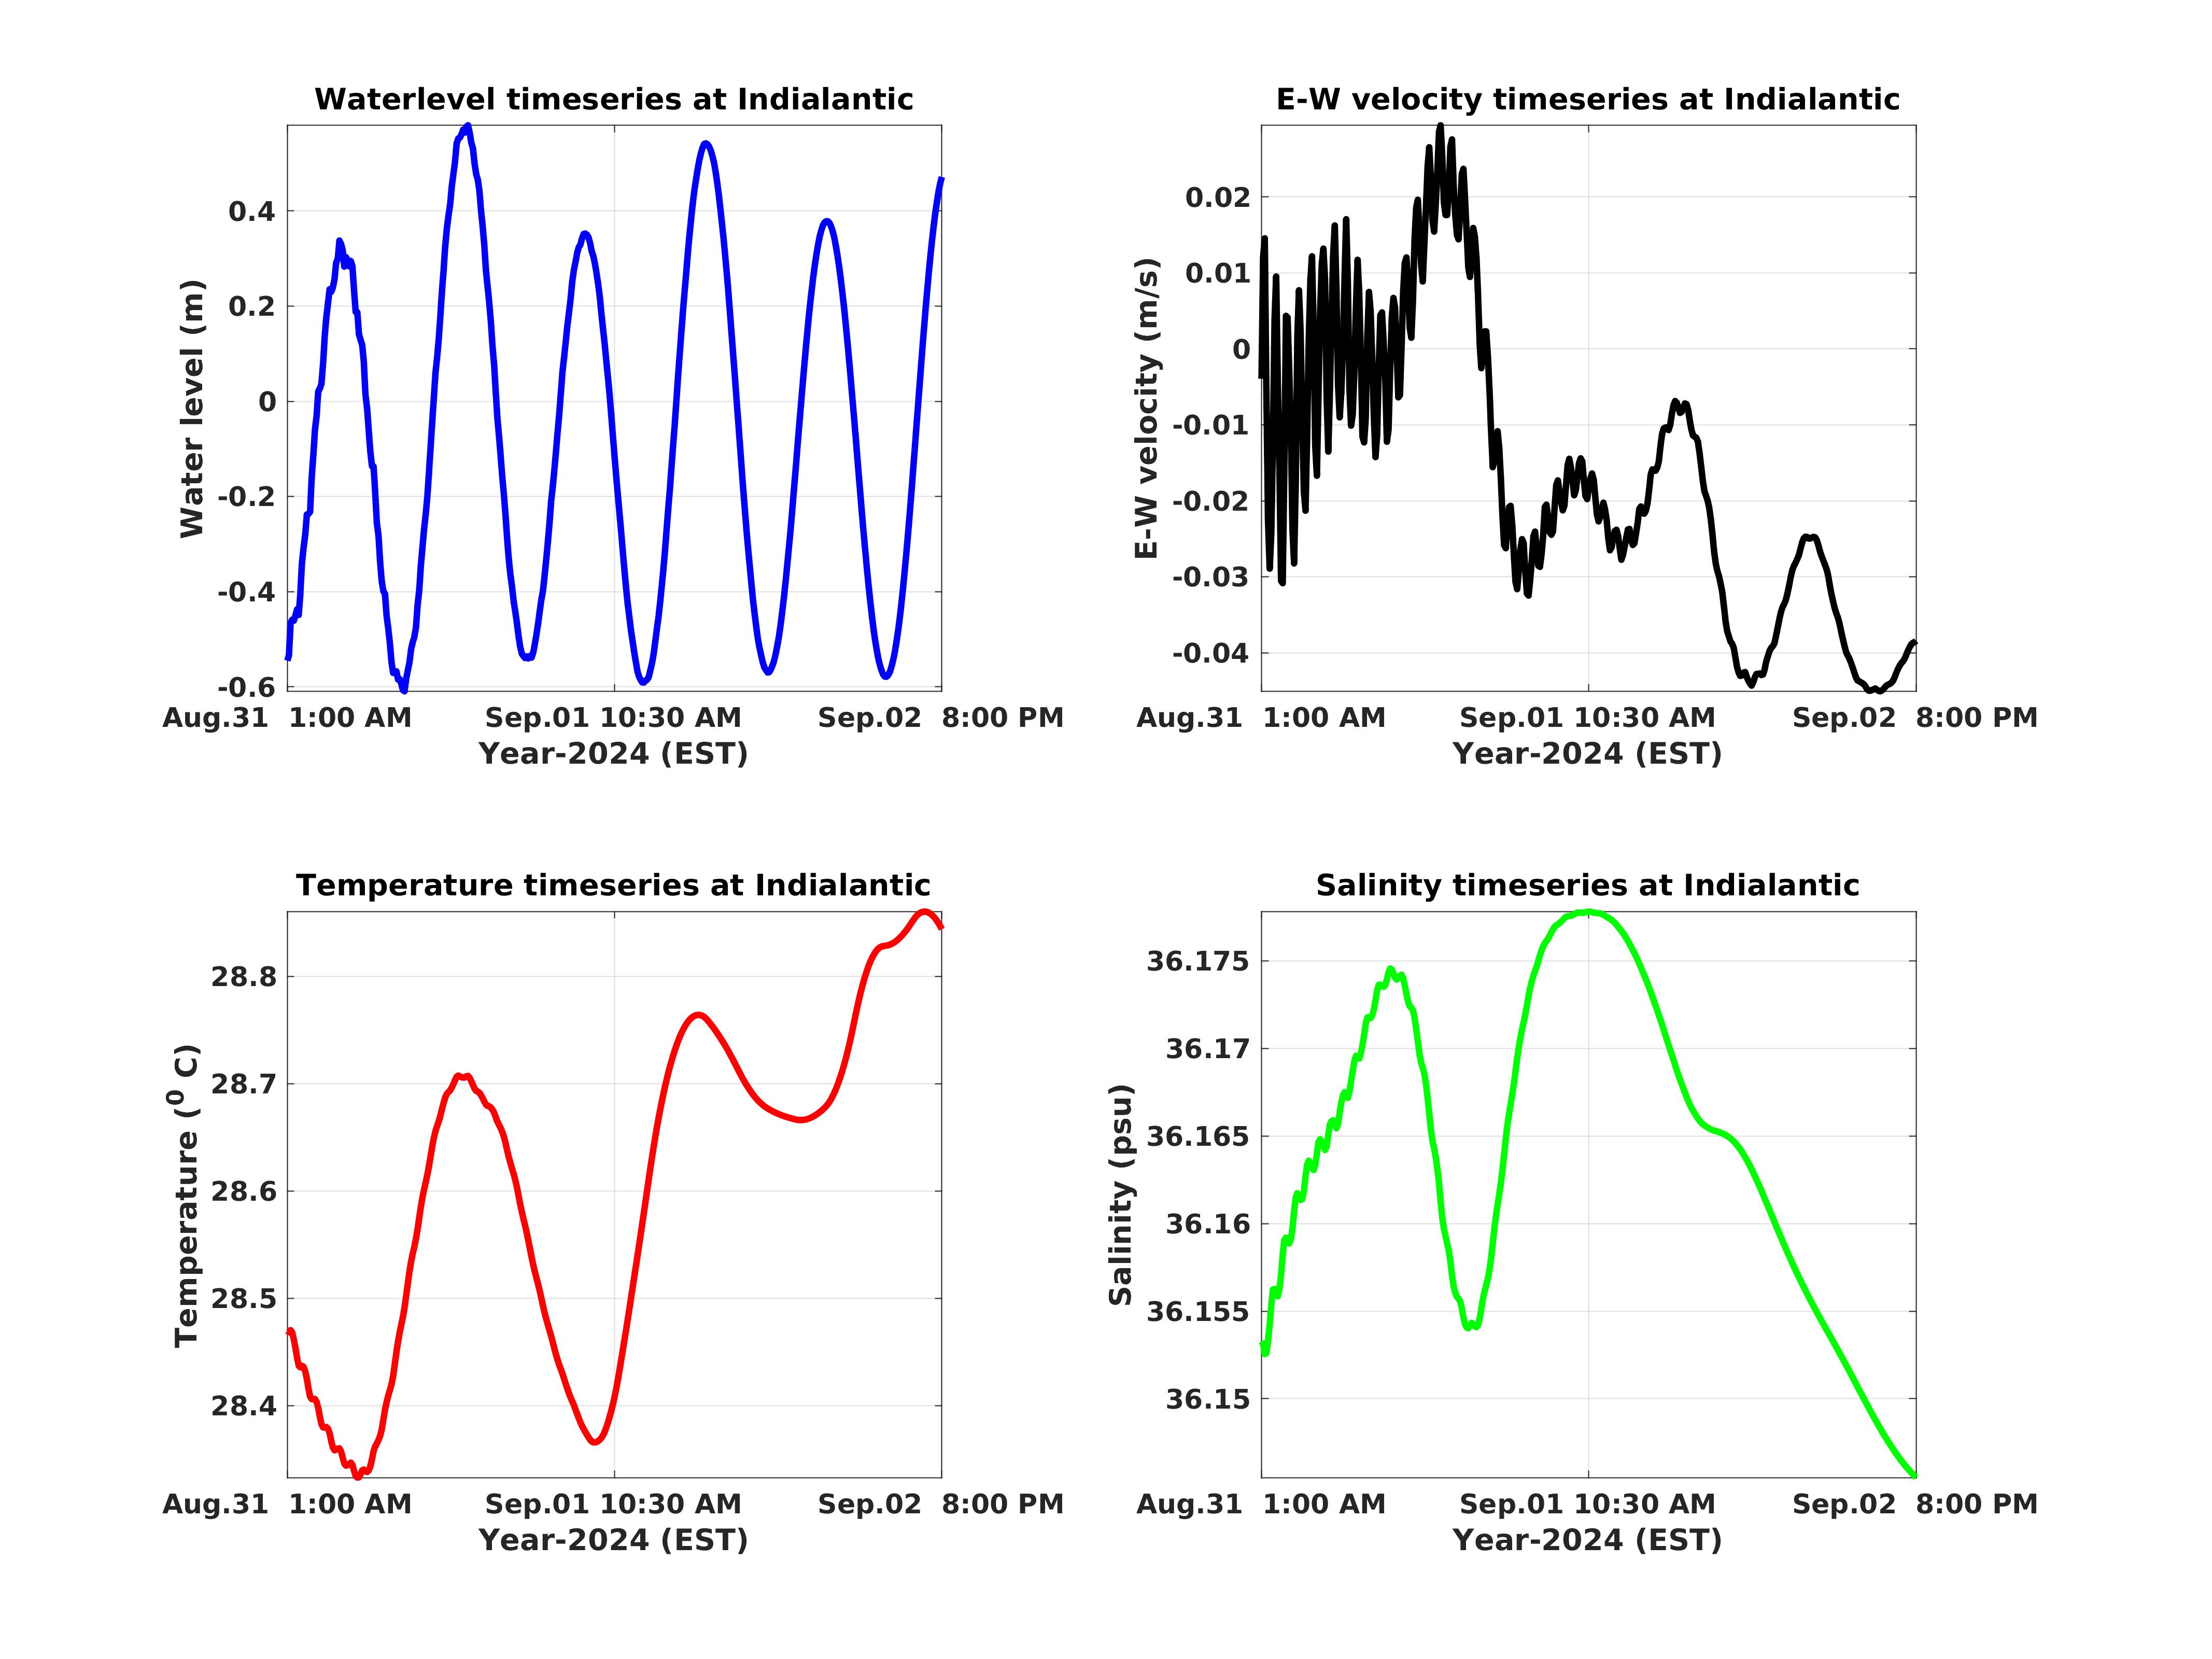 Waterlevel timeseries at Indialantic
Water level (m)
0.4
0.2
0
-0.2
-0.4
-0.6
Aug.31 1:00 AM
Sep.01 10:30 AM
Sep.02 8:00 PM
Year-2024 (EST)
E-W velocity timeseries at Indialantic
E-W velocity (m/s)
0.02
0.01
0
-0.01
-0.02
-0.03
-0.04
Aug.31 1:00 AM
Sep.01 10:30 AM
Sep.02 8:00 PM
Year-2024 (EST)
Temperature timeseries at Indialantic
Temperature (⁰ C)
28.8
28.7
28.6
28.5
28.4
Aug.31 1:00 AM
Sep.01 10:30 AM
Sep.02 8:00 PM
Year-2024 (EST)
Salinity timeseries at Indialantic
Salinity (psu)
36.175
36.17
36.165
36.16
36.155
36.15
Aug.31 1:00 AM
Sep.01 10:30 AM
Sep.02 8:00 PM
Year-2024 (EST)